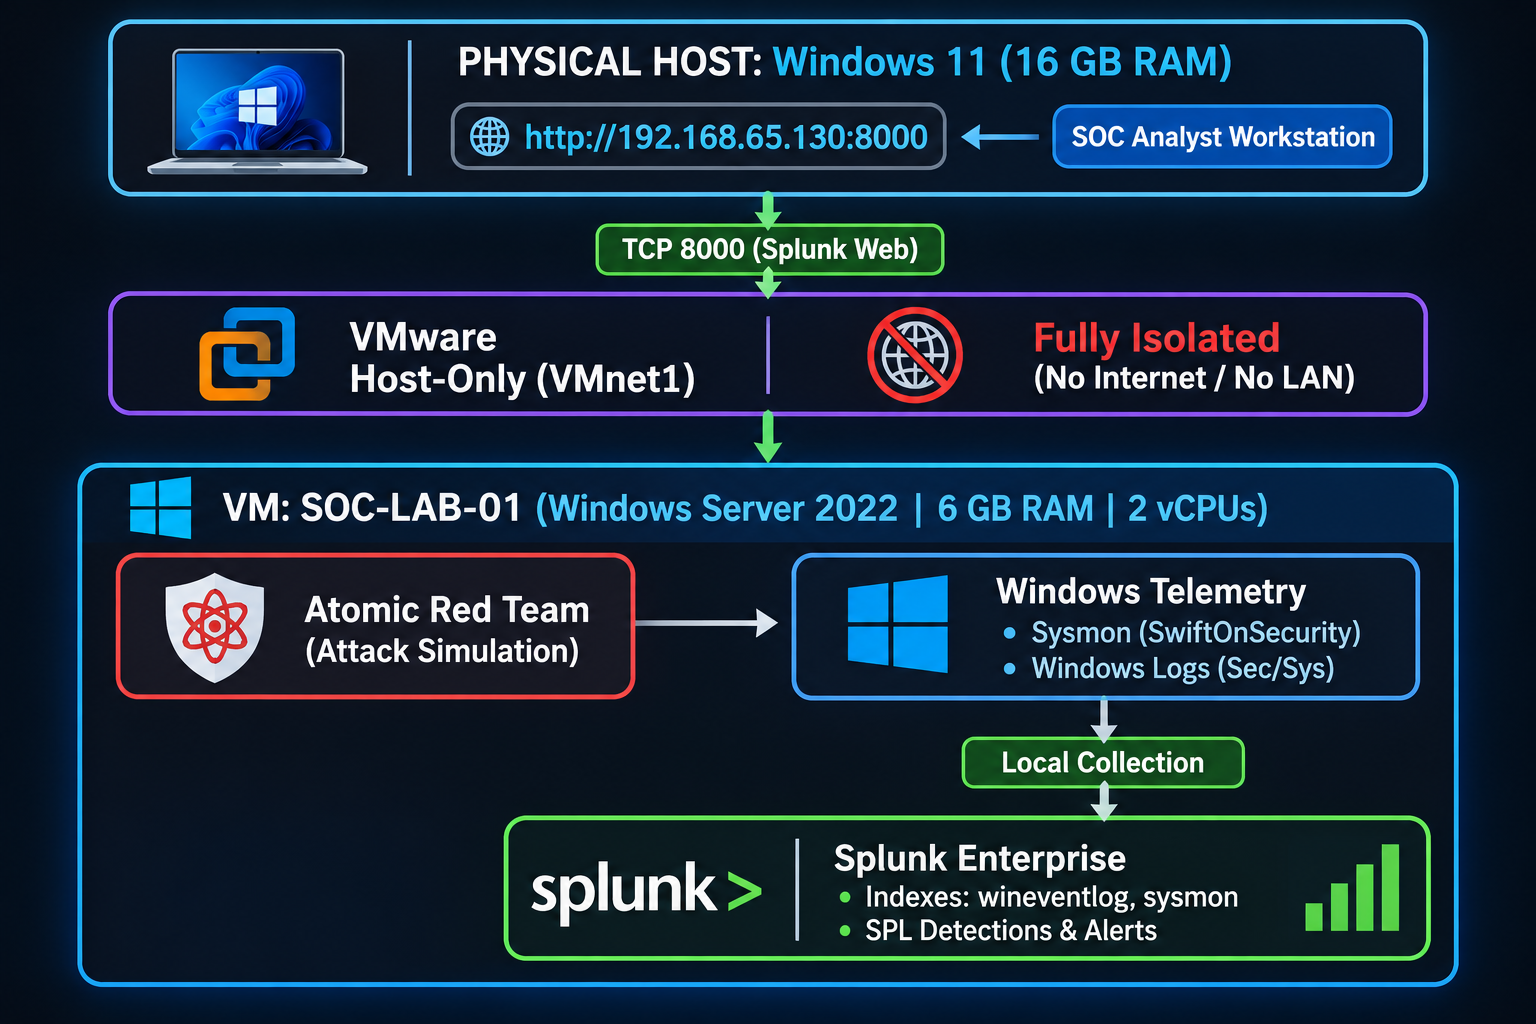 PHYSICAL HOST: Windows 11 (16 GB RAM)
http://192.168.65.130:8000
SOC Analyst Workstation
TCP 8000 (Splunk Web)
VMware
Host-Only (VMnet1)
Fully Isolated
(No Internet / No LAN)
VM: SOC-LAB-01 (Windows Server 2022 | 6 GB RAM | 2 vCPUs)
Atomic Red Team
(Attack Simulation)
Windows Telemetry
• Sysmon (SwiftOnSecurity)
• Windows Logs (Sec/Sys)
Local Collection
splunk>
Splunk Enterprise
• Indexes: wineventlog, sysmon
• SPL Detections & Alerts